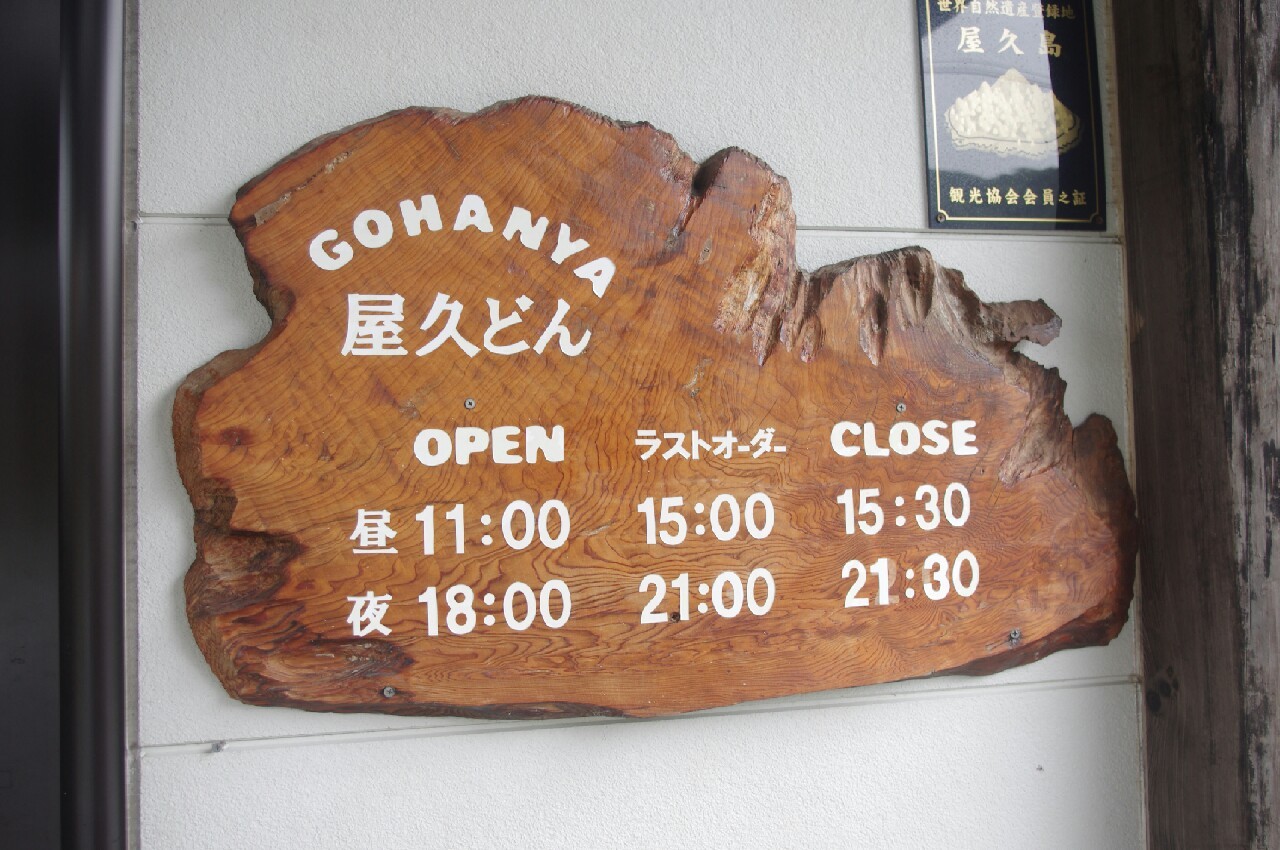 世界自然遺産登録地
屋久島
観光協会会員之証
GOHANYA
屋久どん
OPEN ラストオーダー CLOSE
昼 11:00 15:00 15:30
夜 18:00 21:00 21:30